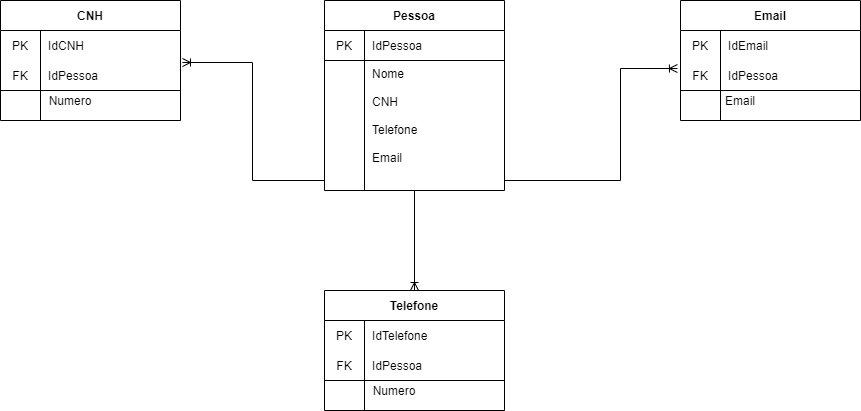 CNH
PK IdCNH
FK IdPessoa
Numero
Pessoa
PK IdPessoa
Nome
CNH
Telefone
Email
Email
PK IdEmail
FK IdPessoa
Email
Telefone
PK IdTelefone
FK IdPessoa
Numero